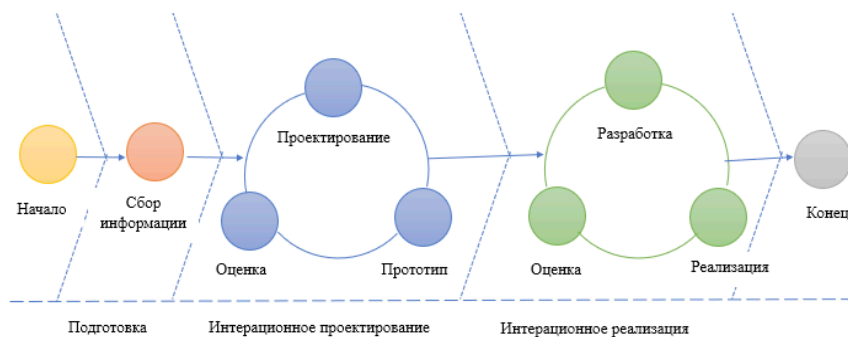 Проектирование
Разработка
Начало
Сбор
информации
Конец
Оценка
Прототип
Оценка
Реализация
Подготовка
Интерационное проектирование
Интерационное реализация